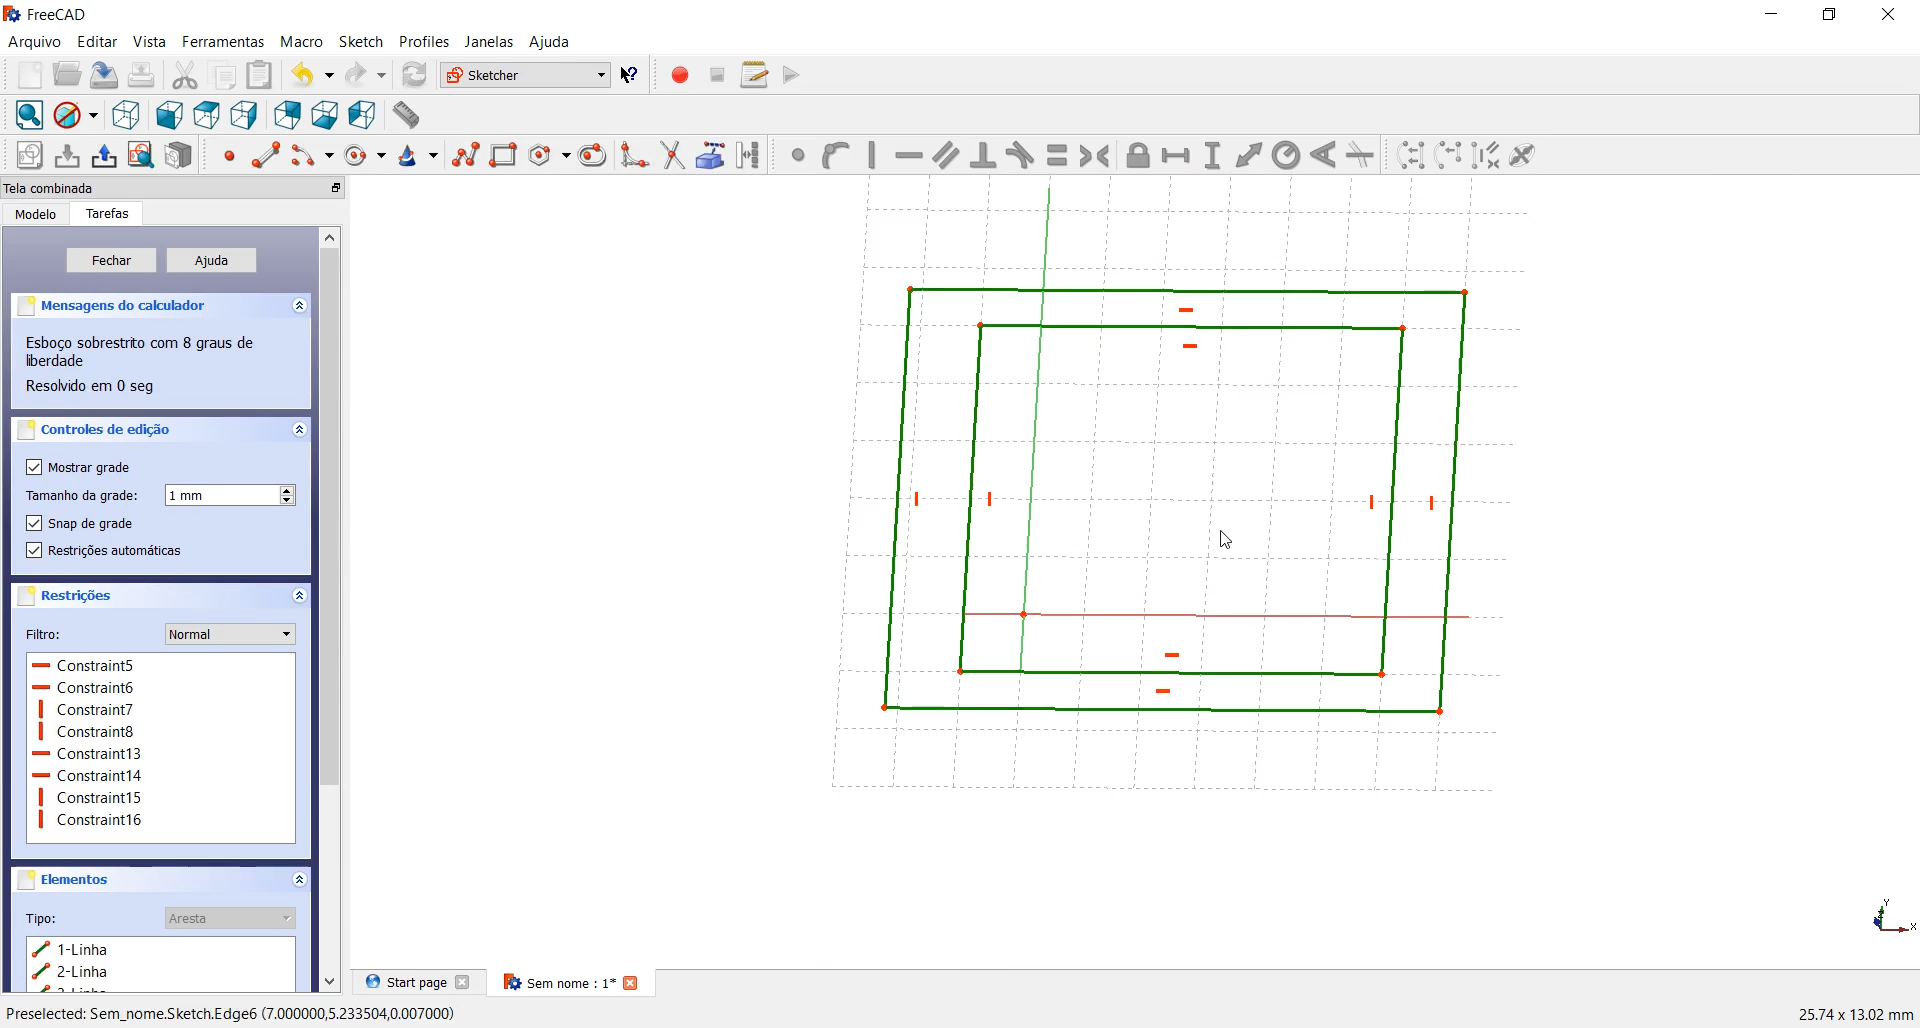 FreeCAD
Arquivo Editar Vista Ferramentas Macro Sketch Profiles Janelas Ajuda
Sketcher
Tela combinada
Modelo Tarefas
Fechar Ajuda
Mensagens do calculador
Esboço sobrestrito com 8 graus de
liberdade
Resolvido em 0 seg
Controles de edição
Mostrar grade
Tamanho da grade: 1 mm
Snap de grade
Restrições automáticas
Restrições
Filtro: Normal
Constraint5
Constraint6
Constraint7
Constraint8
Constraint13
Constraint14
Constraint15
Constraint16
Elementos
Tipo: Aresta
1-Linha
2-Linha
Start page Sem nome : 1*
Y
X
Preselected: Sem_nome.Sketch.Edge6 (7.000000,5.233504,0.007000) 25.74 x 13.02 mm